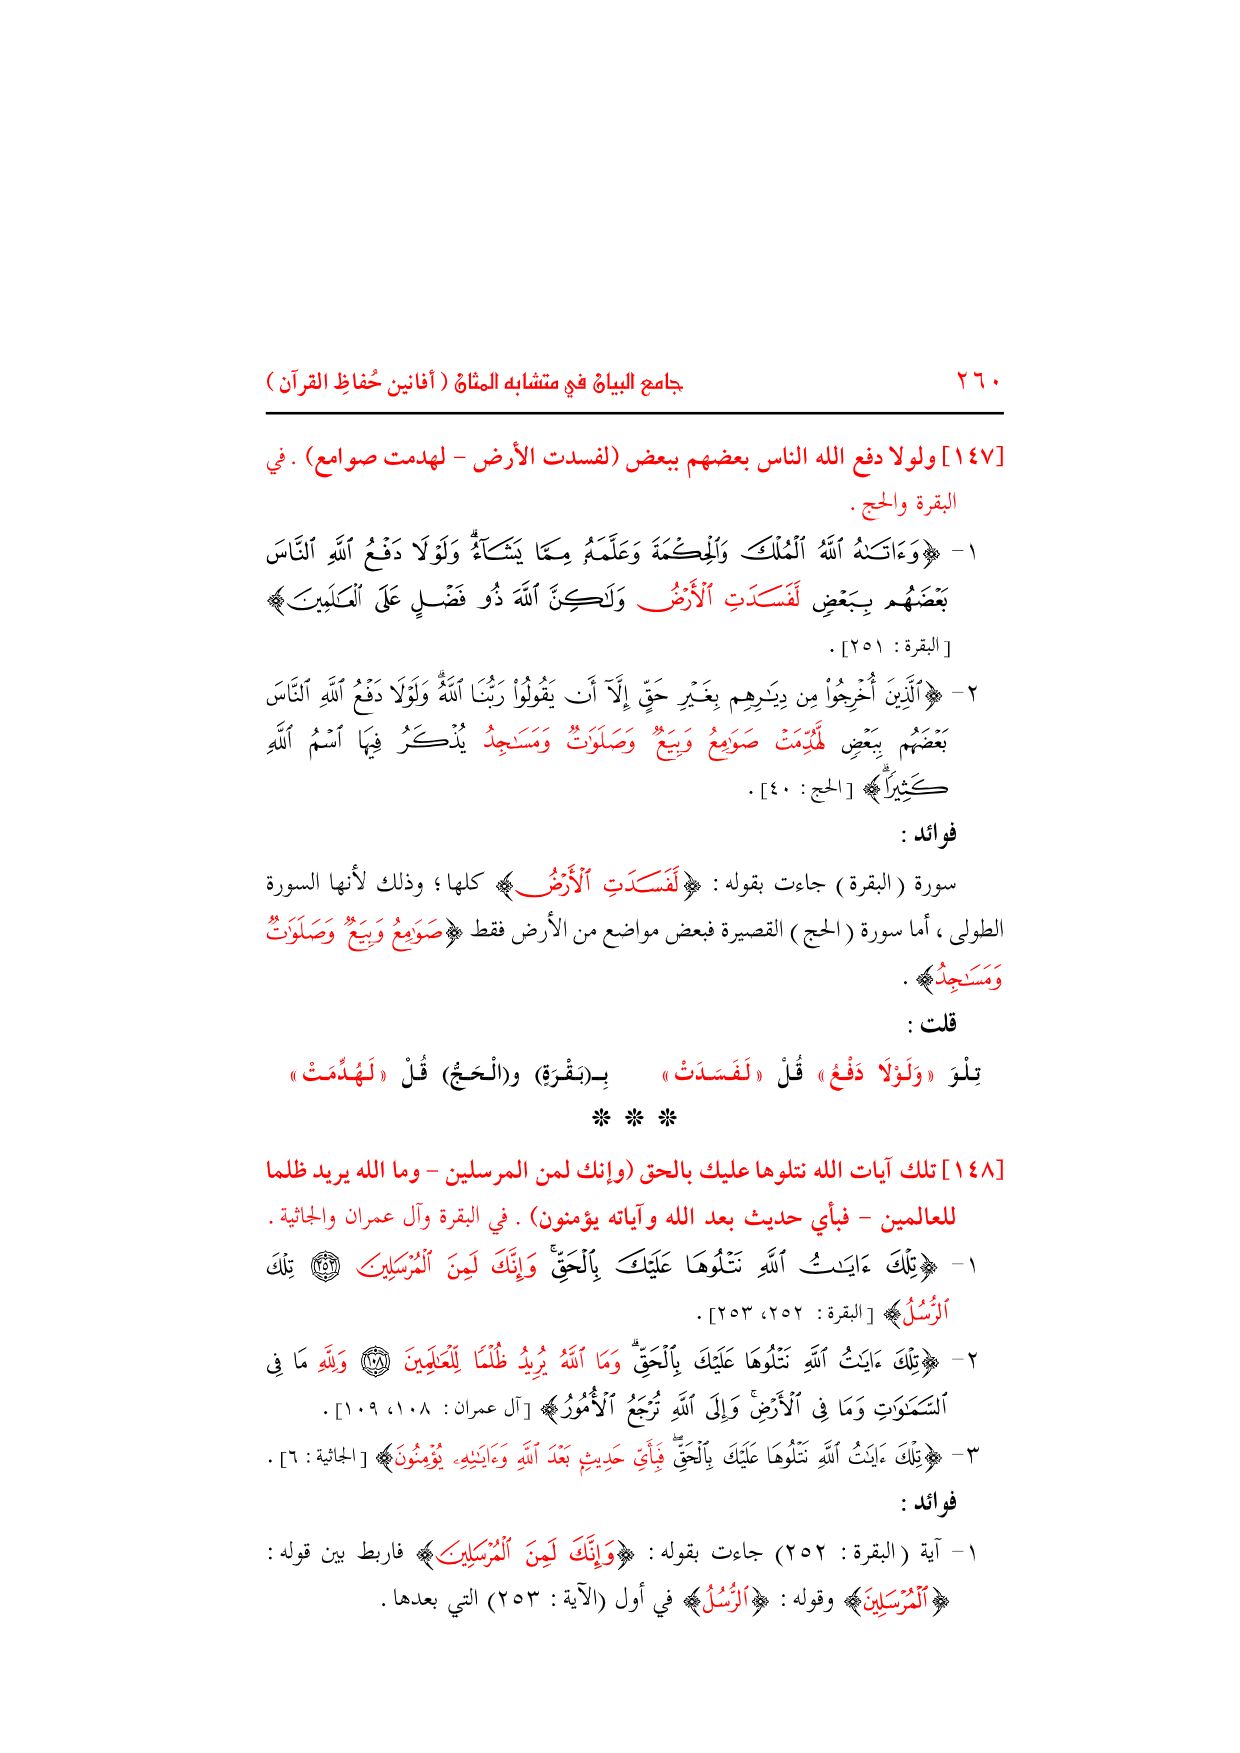 ٢٦٠ جامع البيان في متشابه المثان ( أفانين حُفاظِ القرآن )
[١٤٧] ولولا دفع الله الناس بعضهم ببعض (لفسدت الأرض – لهدمت صوامع) . في
البقرة والحج .
١- ﴿وَءَاتَىٰهُ ٱللَّهُ ٱلْمُلْكَ وَٱلْحِكْمَةَ وَعَلَّمَهُۥ مِمَّا يَشَآءُ ۗ وَلَوْلَا دَفْعُ ٱللَّهِ ٱلنَّاسَ
بَعْضَهُم بِبَعْضٍ لَّفَسَدَتِ ٱلْأَرْضُ وَلَـٰكِنَّ ٱللَّهَ ذُو فَضْلٍ عَلَى ٱلْعَـٰلَمِينَ﴾
[البقرة : ٢٥١] .
٢- ﴿ٱلَّذِينَ أُخْرِجُوا۟ مِن دِيَـٰرِهِم بِغَيْرِ حَقٍّ إِلَّآ أَن يَقُولُوا۟ رَبُّنَا ٱللَّهُ ۗ وَلَوْلَا دَفْعُ ٱللَّهِ ٱلنَّاسَ
بَعْضَهُم بِبَعْضٍ لَّهُدِّمَتْ صَوَٰمِعُ وَبِيَعٌ وَصَلَوَٰتٌ وَمَسَـٰجِدُ يُذْكَرُ فِيهَا ٱسْمُ ٱللَّهِ
كَثِيرًا ۗ﴾ [الحج : ٤٠] .
فوائد :
سورة (البقرة) جاءت بقوله : ﴿لَّفَسَدَتِ ٱلْأَرْضُ﴾ كلها؛ وذلك لأنها السورة
الطولى ، أما سورة (الحج) القصيرة فبعض مواضع من الأرض فقط ﴿صَوَٰمِعُ وَبِيَعٌ وَصَلَوَٰتٌ
وَمَسَـٰجِدُ﴾ .
قلت :
تِلْوَ «وَلَوْلَا دَفْعُ» قُلْ «لَفَسَدَتْ» بِـ(بَقْرَةٍ) و(الْحَجُّ) قُلْ «لَهُدِّمَتْ»
* * *
[١٤٨] تلك آيات الله نتلوها عليك بالحق (وإنك لمن المرسلين – وما الله يريد ظلما
للعالمين – فبأي حديث بعد الله وآياته يؤمنون) . في البقرة وآل عمران والجاثية .
١- ﴿تِلْكَ ءَايَـٰتُ ٱللَّهِ نَتْلُوهَا عَلَيْكَ بِٱلْحَقِّ ۚ وَإِنَّكَ لَمِنَ ٱلْمُرْسَلِينَ ٢٥٢ تِلْكَ
ٱلرُّسُلُ﴾ [البقرة : ٢٥٢، ٢٥٣] .
٢- ﴿تِلْكَ ءَايَـٰتُ ٱللَّهِ نَتْلُوهَا عَلَيْكَ بِٱلْحَقِّ ۗ وَمَا ٱللَّهُ يُرِيدُ ظُلْمًا لِّلْعَـٰلَمِينَ ١٠٨ وَلِلَّهِ مَا فِى
ٱلسَّمَـٰوَٰتِ وَمَا فِى ٱلْأَرْضِ ۚ وَإِلَى ٱللَّهِ تُرْجَعُ ٱلْأُمُورُ﴾ [آل عمران : ١٠٨، ١٠٩] .
٣- ﴿تِلْكَ ءَايَـٰتُ ٱللَّهِ نَتْلُوهَا عَلَيْكَ بِٱلْحَقِّ ۖ فَبِأَىِّ حَدِيثٍۭ بَعْدَ ٱللَّهِ وَءَايَـٰتِهِۦ يُؤْمِنُونَ﴾ [الجاثية : ٦] .
فوائد :
١- آية (البقرة : ٢٥٢) جاءت بقوله : ﴿وَإِنَّكَ لَمِنَ ٱلْمُرْسَلِينَ﴾ فاربط بين قوله :
﴿ٱلْمُرْسَلِينَ﴾ وقوله : ﴿ٱلرُّسُلُ﴾ في أول (الآية : ٢٥٣) التي بعدها .